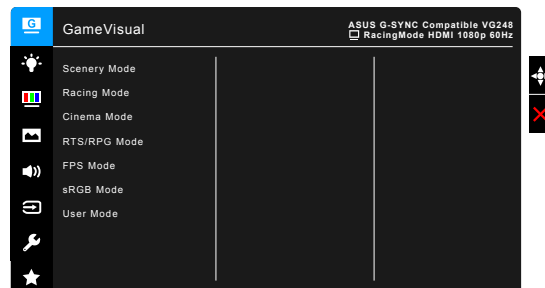 G
GameVisual
ASUS G-SYNC Compatible VG248
RacingMode HDMI 1080p 60Hz
Scenery Mode
Racing Mode
Cinema Mode
RTS/RPG Mode
FPS Mode
sRGB Mode
User Mode